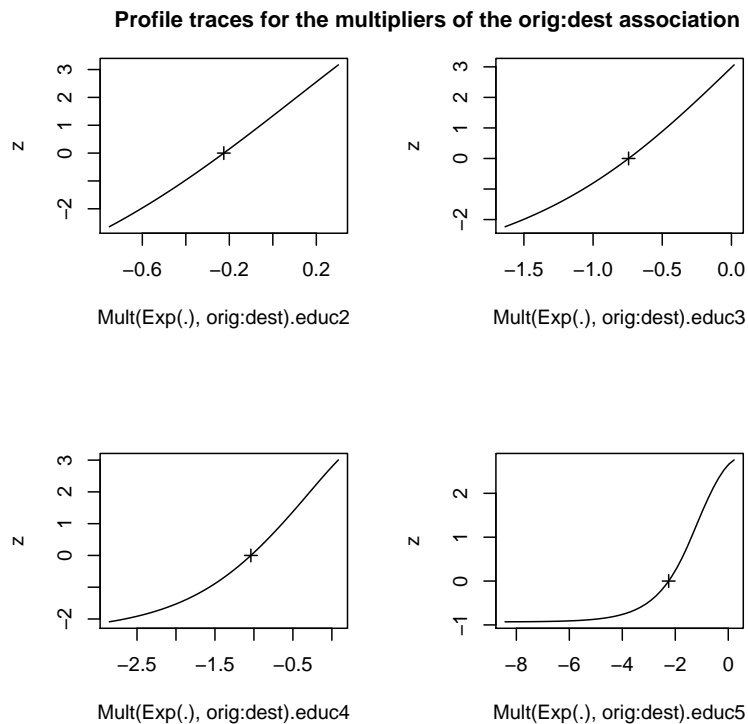 Profile traces for the multipliers of the orig:dest association
z
3
2
1
0
−2
−0.6 −0.2 0.2
Mult(Exp(.), orig:dest).educ2
z
3
2
1
0
−2
−1.5 −1.0 −0.5 0.0
Mult(Exp(.), orig:dest).educ3
z
3
2
1
0
−2
−2.5 −1.5 −0.5
Mult(Exp(.), orig:dest).educ4
z
2
1
0
−1
−8 −6 −4 −2 0
Mult(Exp(.), orig:dest).educ5